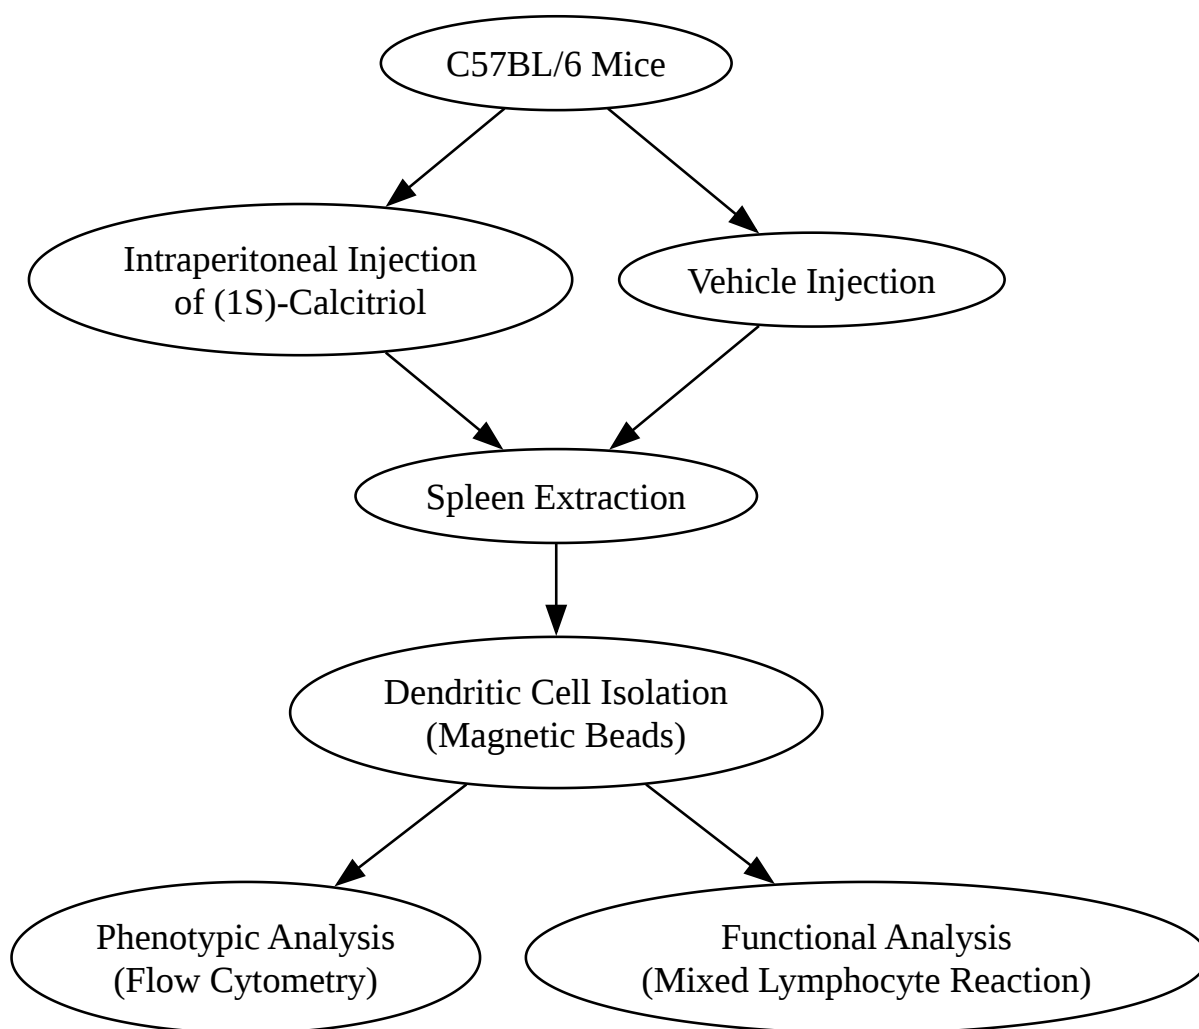 C57BL/6 Mice
Intraperitoneal Injection
of (1S)-Calcitriol
Vehicle Injection
Spleen Extraction
Dendritic Cell Isolation
(Magnetic Beads)
Phenotypic Analysis
(Flow Cytometry)
Functional Analysis
(Mixed Lymphocyte Reaction)